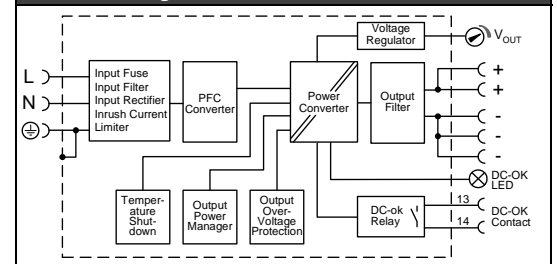 Voltage
Regulator
V OUT
L
N
Input Fuse
Input Filter
Input Rectifier
Inrush Current
Limiter
PFC
Converter
Power
Converter
Output
Filter
+
+
-
-
-
DC-OK
LED
Temper-
ature
Shut-
down
Output
Power
Manager
Output
Over-
Voltage
Protection
DC-ok
Relay
13
14
DC-OK
Contact